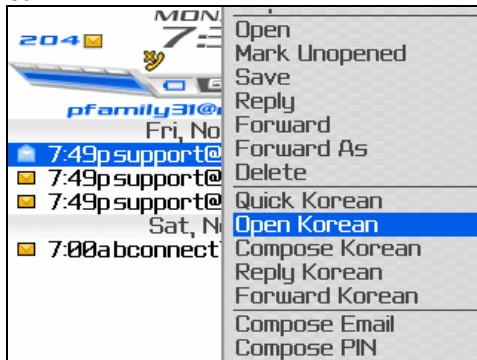 MON
204
7:
pfamily31@
Fri, No
7:49p support@
7:49p support@
7:49p support@
Sat, N
7:00a bconnect
Open
Mark Unopened
Save
Reply
Forward
Forward As
Delete
Quick Korean
Open Korean
Compose Korean
Reply Korean
Forward Korean
Compose Email
Compose PIN